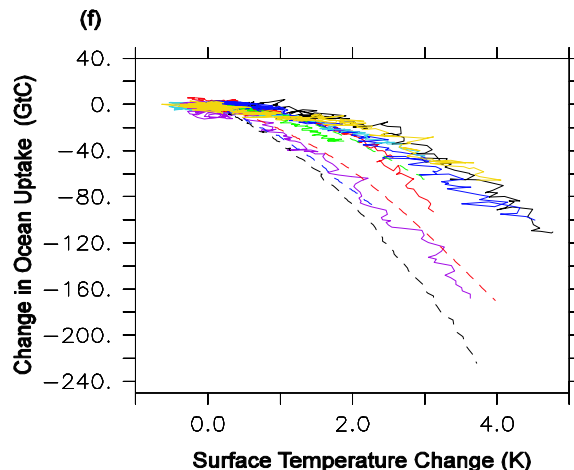 (f)
40.
0.
−40.
−80.
−120.
−160.
−200.
−240.
Change in Ocean Uptake (GtC)
0.0 2.0 4.0
Surface Temperature Change (K)